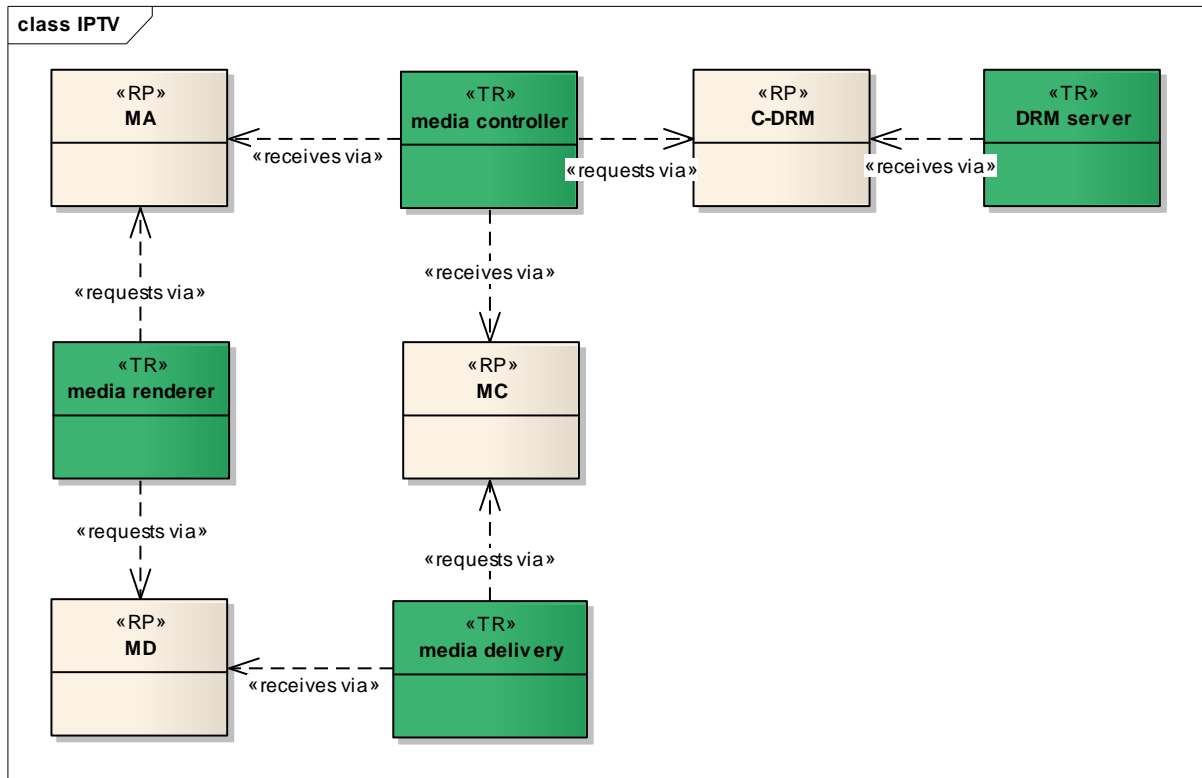 class IPTV
«RP»
MA
«TR»
media controller
«RP»
C-DRM
«TR»
DRM server
«receives via»
«requests via»
«receives via»
«receives via»
«requests via»
«TR»
media renderer
«RP»
MC
«requests via»
«requests via»
«RP»
MD
«TR»
media delivery
«receives via»